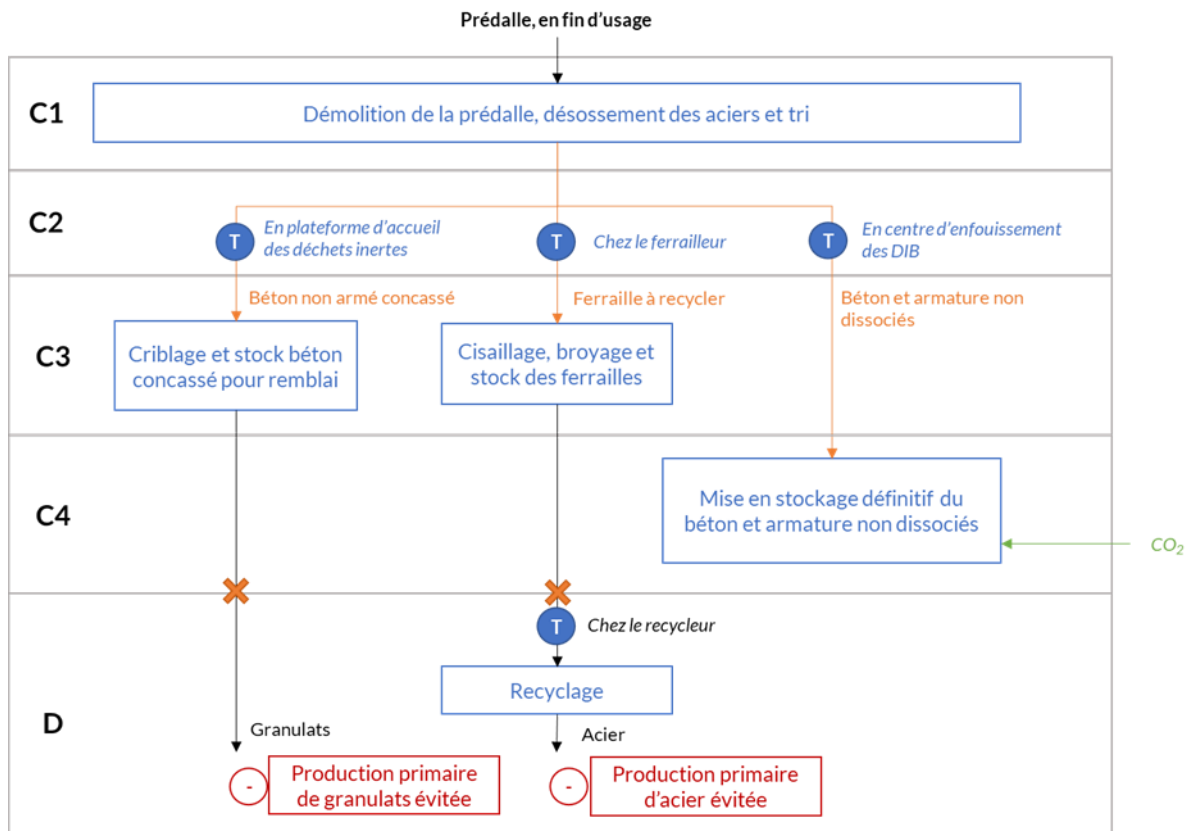 Prédalle, en fin d’usage
C1
Démolition de la prédalle, désossement des aciers et tri
C2
T
En plateforme d’accueil
des déchets inertes
T
Chez le ferrailleur
T
En centre d’enfouissement
des DIB
Béton non armé concassé
Ferraille à recycler
Béton et armature non
dissociés
C3
Criblage et stock béton
concassé pour remblai
Cisaillage, broyage et
stock des ferrailles
C4
Mise en stockage définitif du
béton et armature non dissociés
CO₂
T
Chez le recycleur
Recyclage
D
Granulats
Acier
-
Production primaire
de granulats évitée
-
Production primaire
d’acier évitée